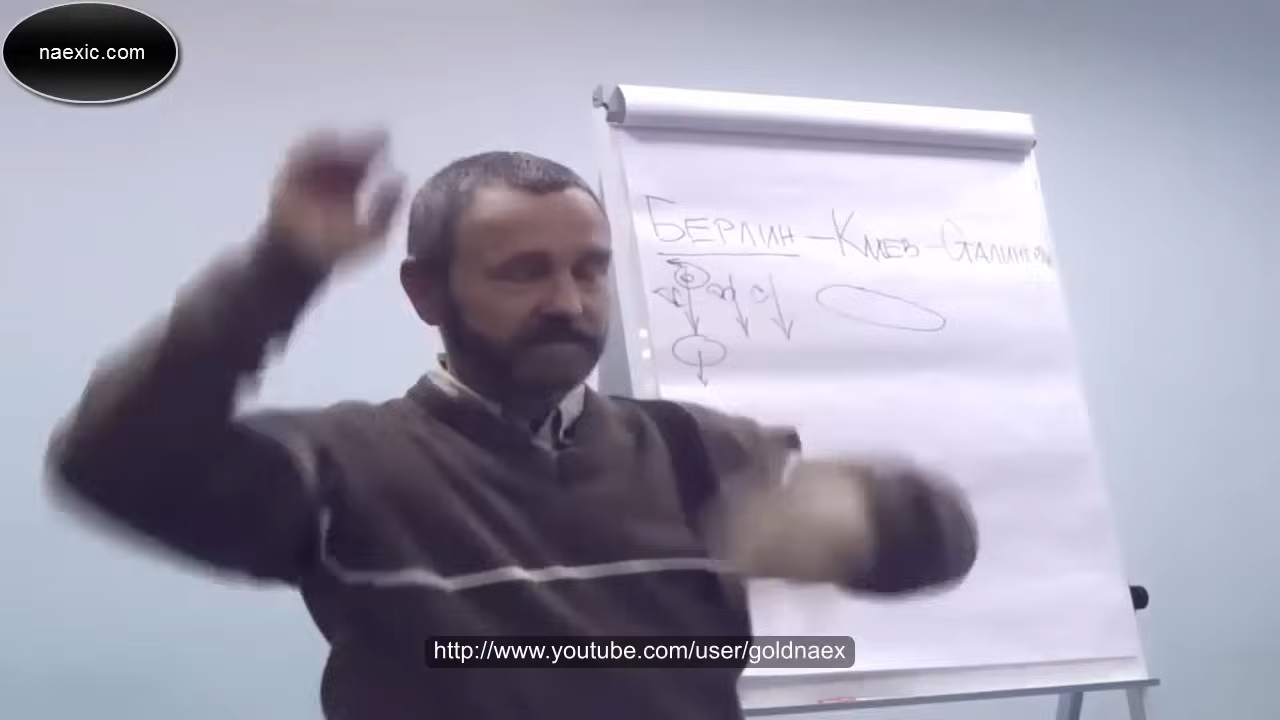 naexic.com
БЕРЛИН - КИЕВ - СТАЛИНГРАД
http://www.youtube.com/user/goldnaex